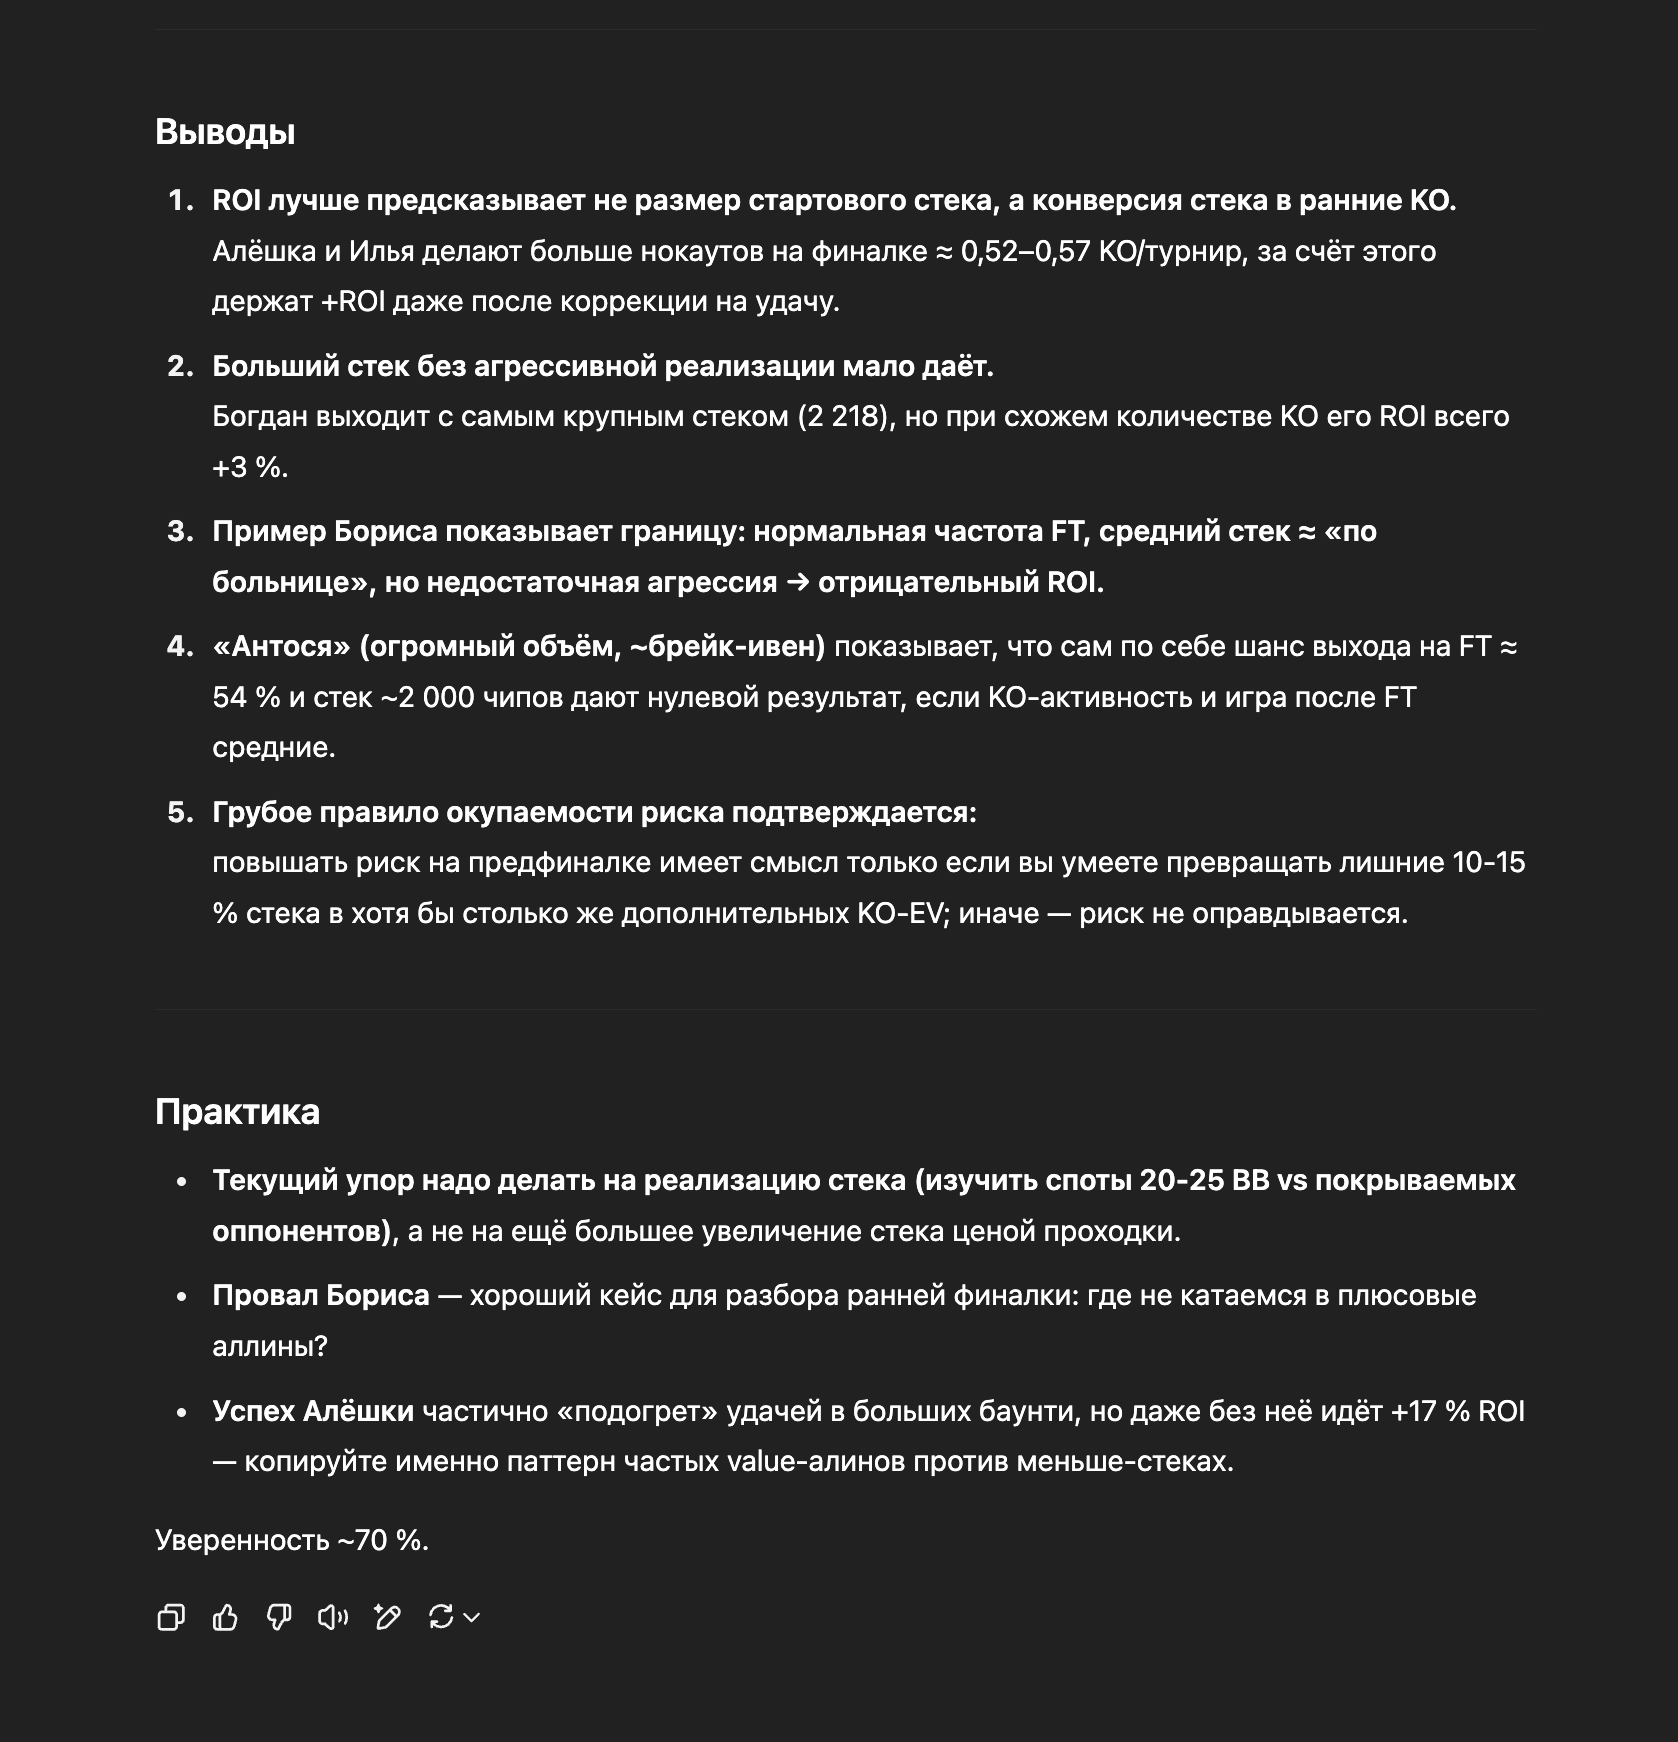 Выводы
1. ROI лучше предсказывает не размер стартового стека, а конверсия стека в ранние KO.
Алёшка и Илья делают больше нокаутов на финалке ≈ 0,52–0,57 KO/турнир, за счёт этого
держат +ROI даже после коррекции на удачу.
2. Больший стек без агрессивной реализации мало даёт.
Богдан выходит с самым крупным стеком (2 218), но при схожем количестве KO его ROI всего
+3 %.
3. Пример Бориса показывает границу: нормальная частота FT, средний стек ≈ «по
больнице», но недостаточная агрессия → отрицательный ROI.
4. «Антося» (огромный объём, ~брейк-ивен) показывает, что сам по себе шанс выхода на FT ≈
54 % и стек ~2 000 чипов дают нулевой результат, если KO-активность и игра после FT
средние.
5. Грубое правило окупаемости риска подтверждается:
повышать риск на предфиналке имеет смысл только если вы умеете превращать лишние 10-15
% стека в хотя бы столько же дополнительных KO-EV; иначе — риск не оправдывается.
Практика
• Текущий упор надо делать на реализацию стека (изучить споты 20-25 BB vs покрываемых
оппонентов), а не на ещё большее увеличение стека ценой проходки.
• Провал Бориса — хороший кейс для разбора ранней финалки: где не катаемся в плюсовые
аллины?
• Успех Алёшки частично «подогрет» удачей в больших баунти, но даже без неё идёт +17 % ROI
— копируйте именно паттерн частых value-алинов против меньше-стеках.
Уверенность ~70 %.